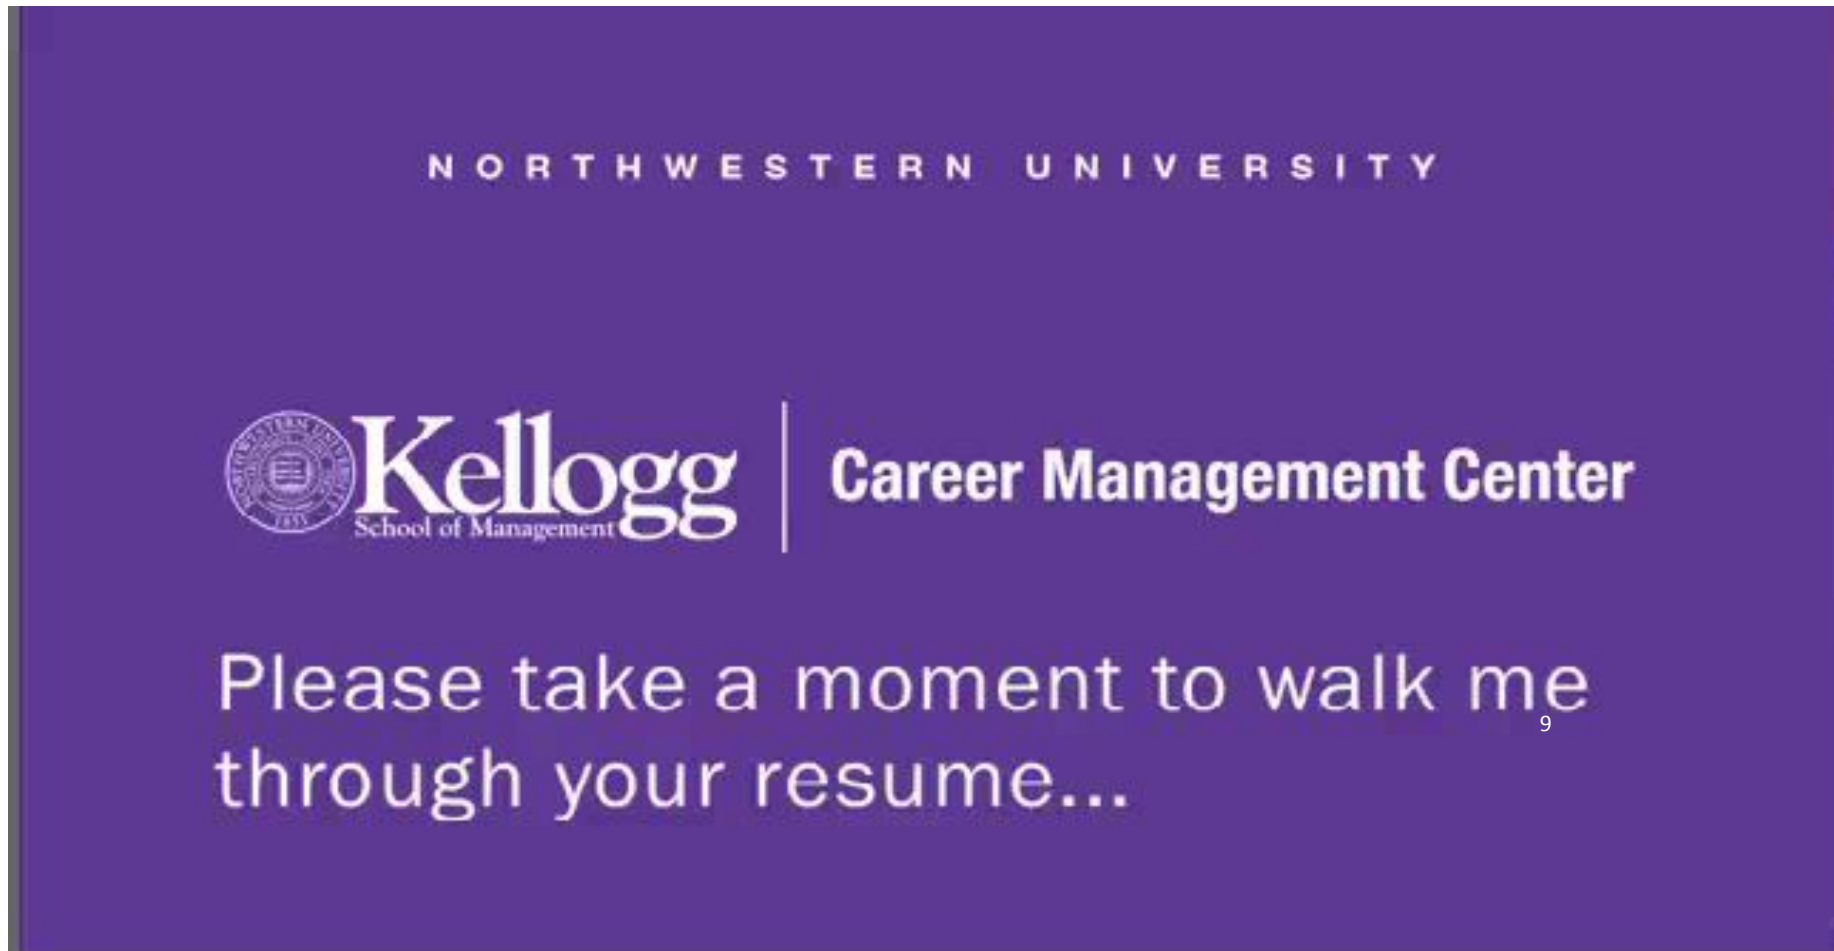 NORTHWESTERN UNIVERSITY
Kellogg
School of Management
Career Management Center
Please take a moment to walk me
9
through your resume...